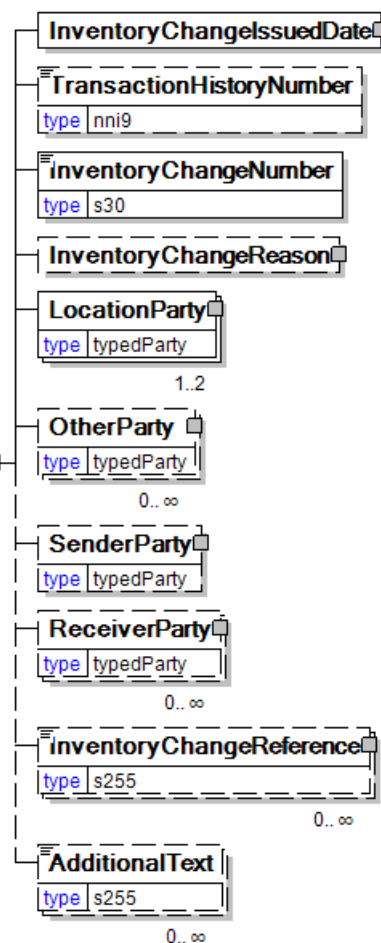 InventoryChangeIssuedDate
TransactionHistoryNumber
type nni9
InventoryChangeNumber
type s30
InventoryChangeReason
LocationParty
type typedParty
1..2
OtherParty
type typedParty
0.. ∞
SenderParty
type typedParty
ReceiverParty
type typedParty
0.. ∞
InventoryChangeReference
type s255
0.. ∞
AdditionalText
type s255
0.. ∞